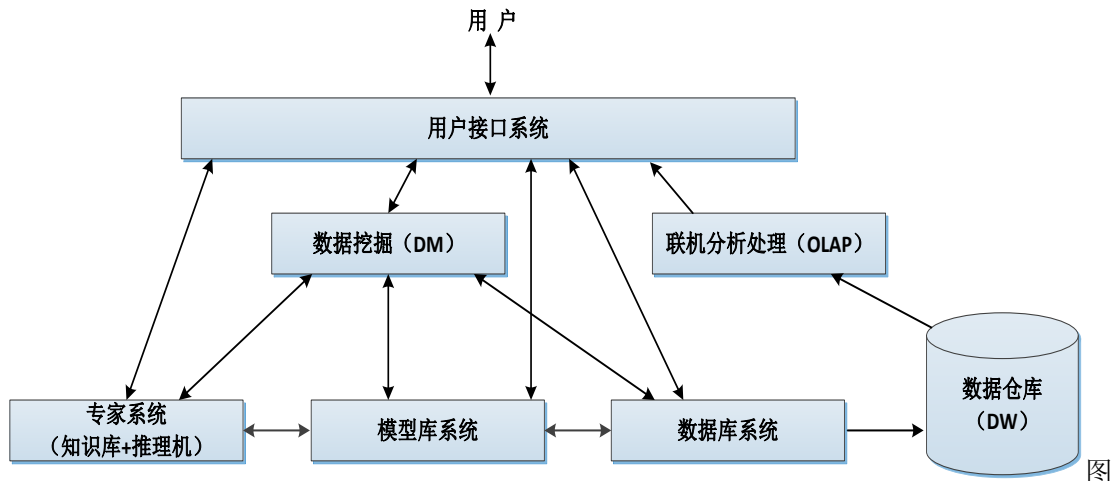 用 户
用户接口系统
数据挖掘（DM）
联机分析处理（OLAP）
专家系统
（知识库+推理机）
模型库系统
数据库系统
数据仓库
（DW）
图